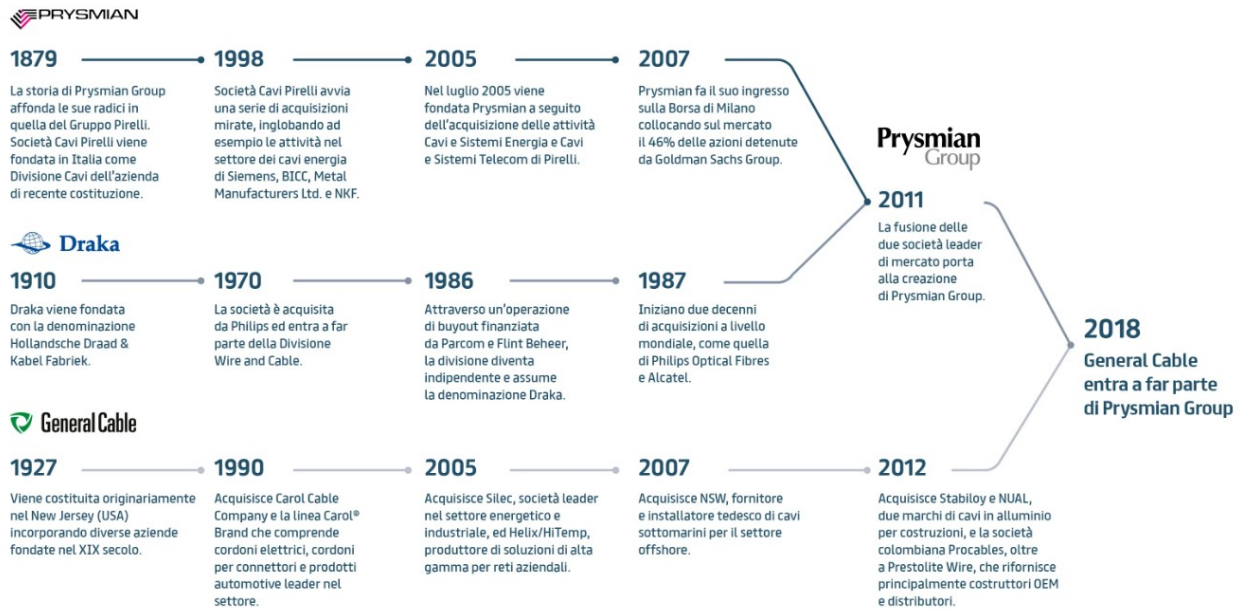 PRYSMIAN
1879
La storia di Prysmian Group
affonda le sue radici in
quella del Gruppo Pirelli.
Società Cavi Pirelli viene
fondata in Italia come
Divisione Cavi dell'azienda
di recente costituzione.
1998
Società Cavi Pirelli avvia
una serie di acquisizioni
mirate, inglobando ad
esempio le attività nel
settore dei cavi energia
di Siemens, BICC, Metal
Manufacturers Ltd. e NKF.
2005
Nel luglio 2005 viene
fondata Prysmian a seguito
dell'acquisizione delle attività
Cavi e Sistemi Energia e Cavi
e Sistemi Telecom di Pirelli.
2007
Prysmian fa il suo ingresso
sulla Borsa di Milano
collocando sul mercato
il 46% delle azioni detenute
da Goldman Sachs Group.
Prysmian
Group
2011
La fusione delle
due società leader
di mercato porta
alla creazione
di Prysmian Group.
Draka
1910
Draka viene fondata
con la denominazione
Hollandsche Draad &
Kabel Fabriek.
1970
La società è acquisita
da Philips ed entra a far
parte della Divisione
Wire and Cable.
1986
Attraverso un'operazione
di buyout finanziata
da Parcom e Flint Beheer,
la divisione diventa
indipendente e assume
la denominazione Draka.
1987
Iniziano due decenni
di acquisizioni a livello
mondiale, come quella
di Philips Optical Fibres
e Alcatel.
2018
General Cable
entra a far parte
di Prysmian Group
General Cable
1927
Viene costituita originariamente
nel New Jersey (USA)
incorporando diverse aziende
fondate nel XIX secolo.
1990
Acquisisce Carol Cable
Company e la linea Carol®
Brand che comprende
cordoni elettrici, cordoni
per connettori e prodotti
automotive leader nel
settore.
2005
Acquisisce Silec, società leader
nel settore energetico e
industriale, ed Helix/HiTemp,
produttore di soluzioni di alta
gamma per reti aziendali.
2007
Acquisisce NSW, fornitore
e installatore tedesco di cavi
sottomarini per il settore
offshore.
2012
Acquisisce Stabiloy e NUAL,
due marchi di cavi in alluminio
per costruzioni, e la società
colombiana Procables, oltre
a Prestolite Wire, che rifornisce
principalmente costruttori OEM
e distributori.